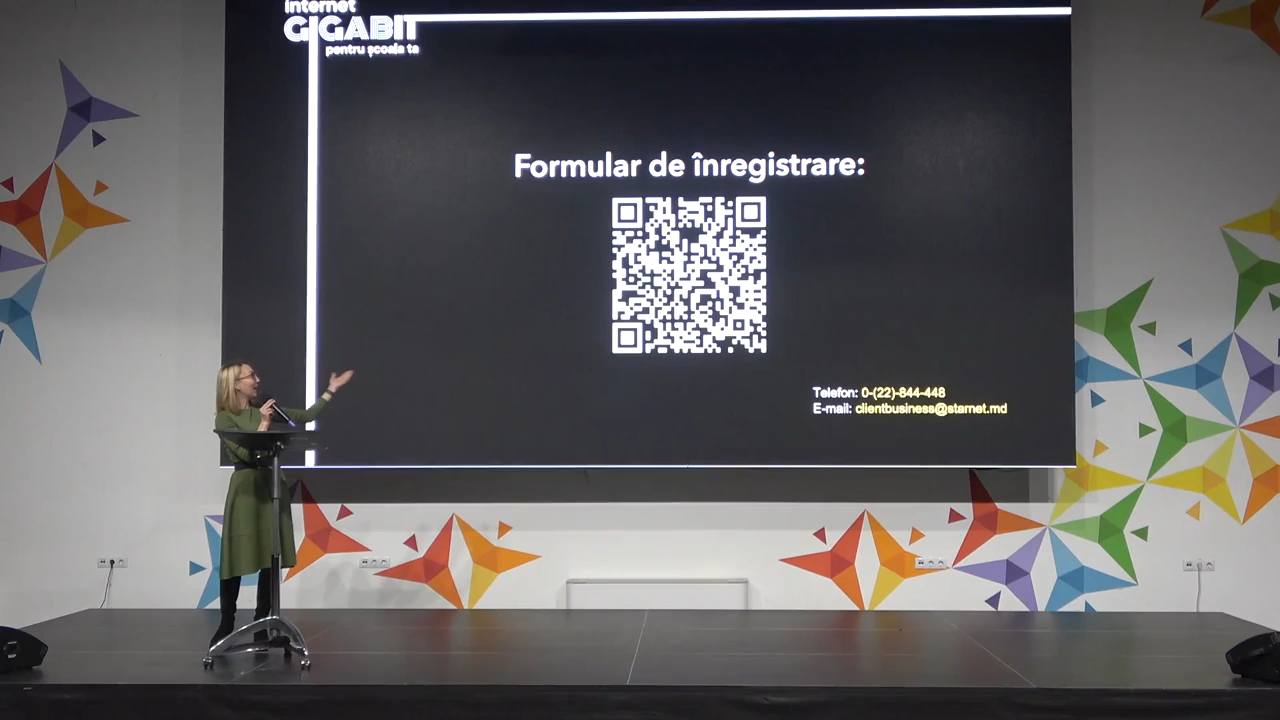 internet
GIGABIT
pentru școala ta
Formular de înregistrare:
Telefon: 0-(22)-844-448
E-mail: clientbusiness@starnet.md